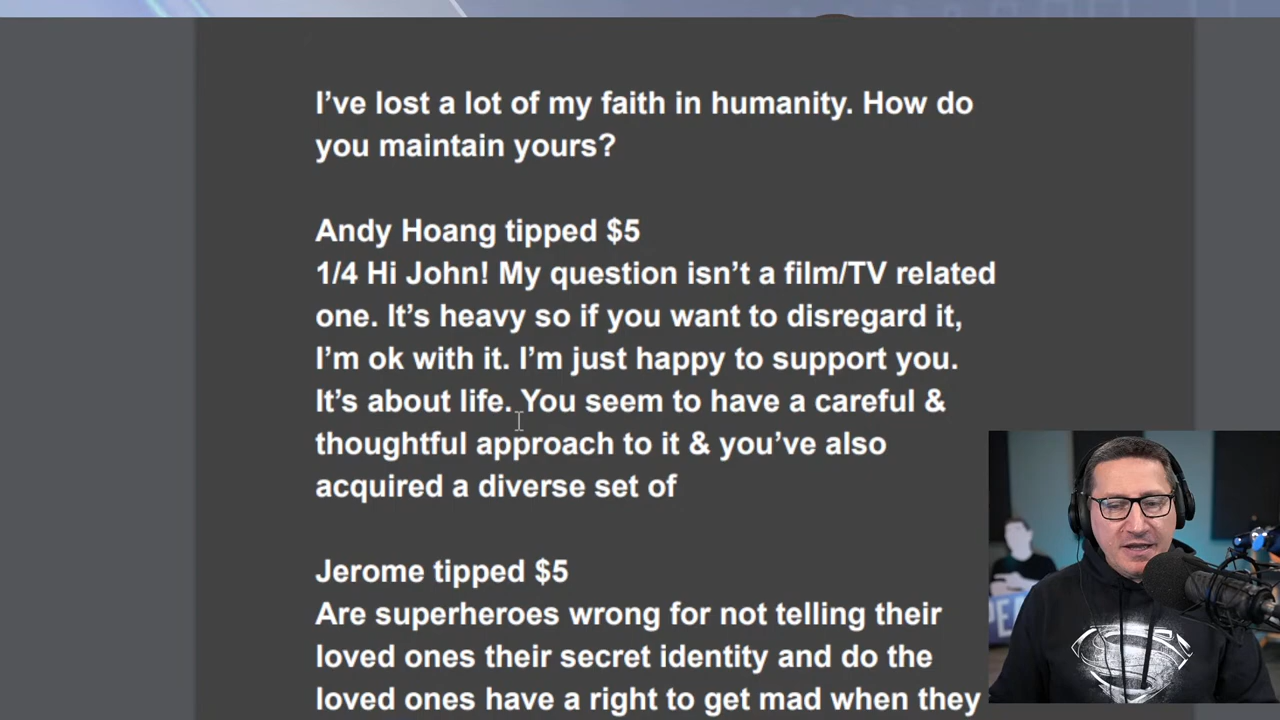 I’ve lost a lot of my faith in humanity. How do
you maintain yours?
Andy Hoang tipped $5
1/4 Hi John! My question isn’t a film/TV related
one. It’s heavy so if you want to disregard it,
I’m ok with it. I’m just happy to support you.
It’s about life. You seem to have a careful &
thoughtful approach to it & you’ve also
acquired a diverse set of
Jerome tipped $5
Are superheroes wrong for not telling their
loved ones their secret identity and do the
loved ones have a right to get mad when they